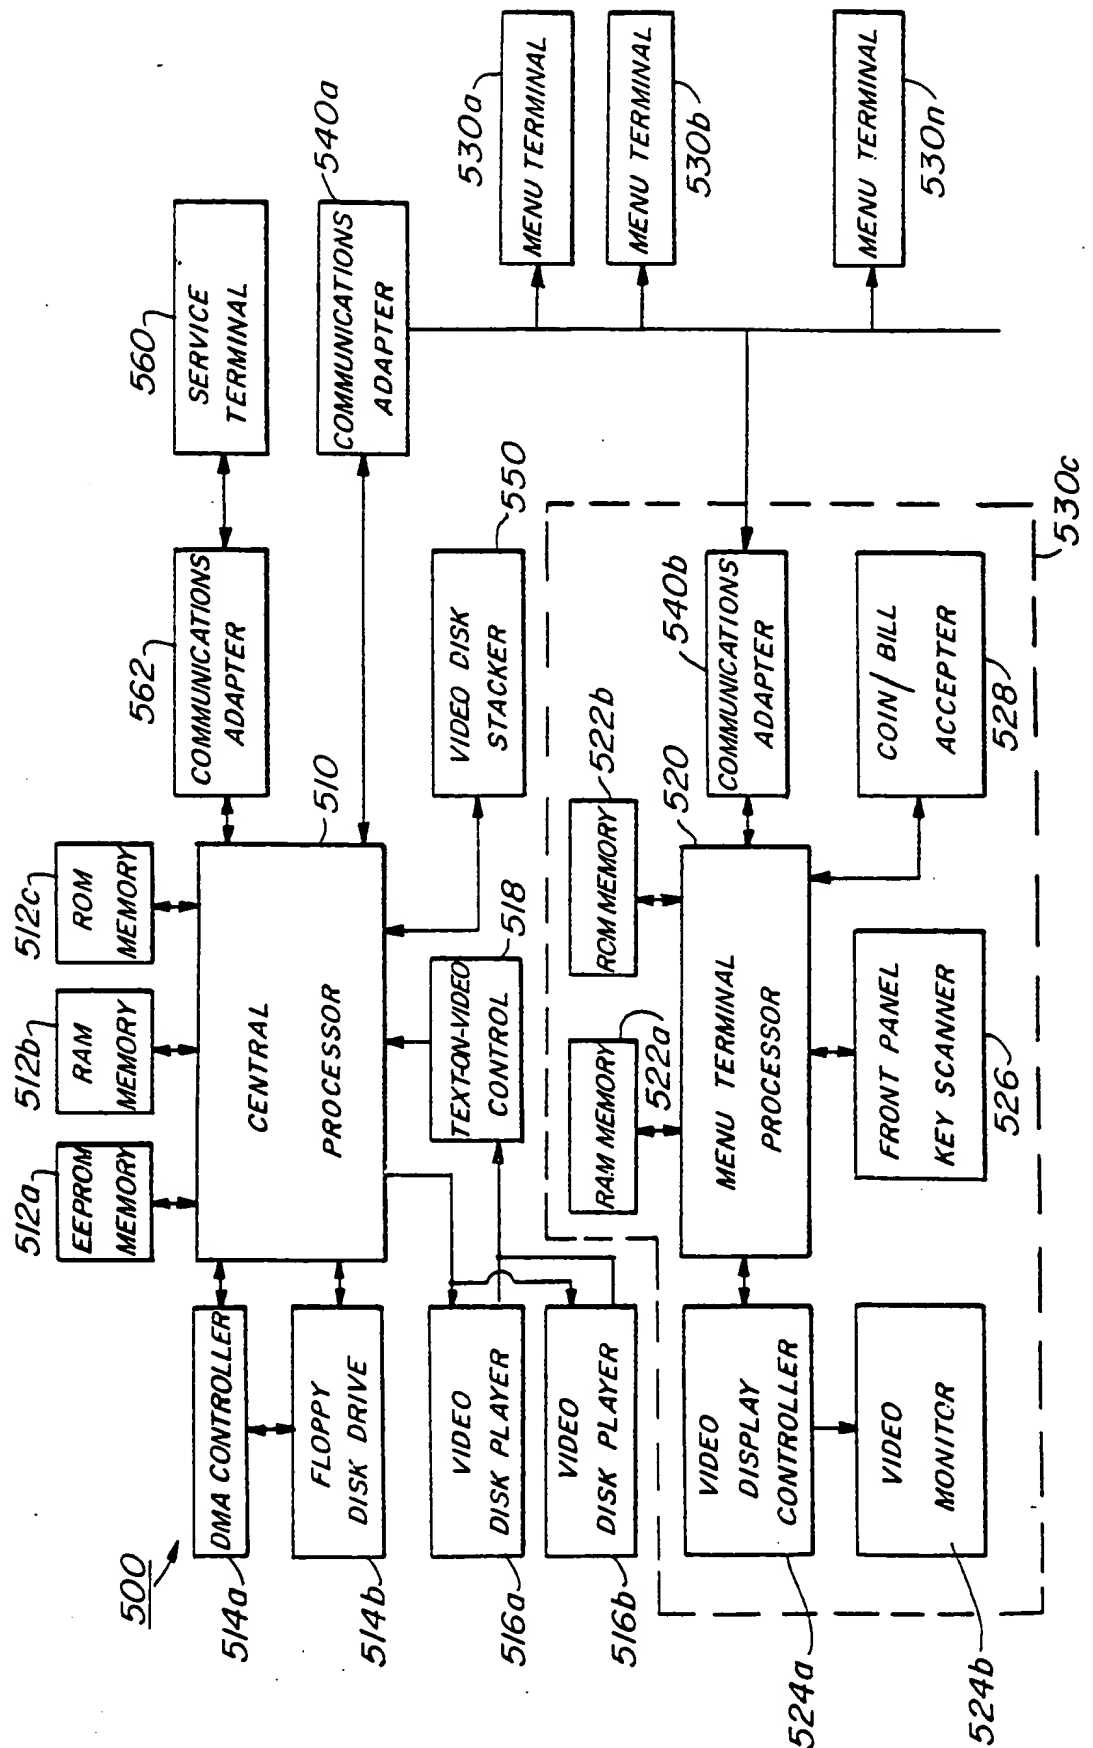 500
512a
EEPROM
MEMORY
512b
RAM
MEMORY
512c
ROM
MEMORY
562
COMMUNICATIONS
ADAPTER
560
SERVICE
TERMINAL
514a
DMA CONTROLLER
514b
FLOPPY
DISK DRIVE
CENTRAL
PROCESSOR
510
540a
COMMUNICATIONS
ADAPTER
516a
VIDEO
DISK PLAYER
516b
VIDEO
DISK PLAYER
TEXT-ON-VIDEO
CONTROL
518
VIDEO DISK
STACKER
550
530a
MENU TERMINAL
MENU TERMINAL
530b
MENU TERMINAL
530n
RAM MEMORY
522a
ROM MEMORY
522b
520
MENU TERMINAL
PROCESSOR
540b
COMMUNICATIONS
ADAPTER
VIDEO
DISPLAY
CONTROLLER
524a
VIDEO
MONITOR
524b
FRONT PANEL
KEY SCANNER
526
COIN/BILL
ACCEPTER
528
530c